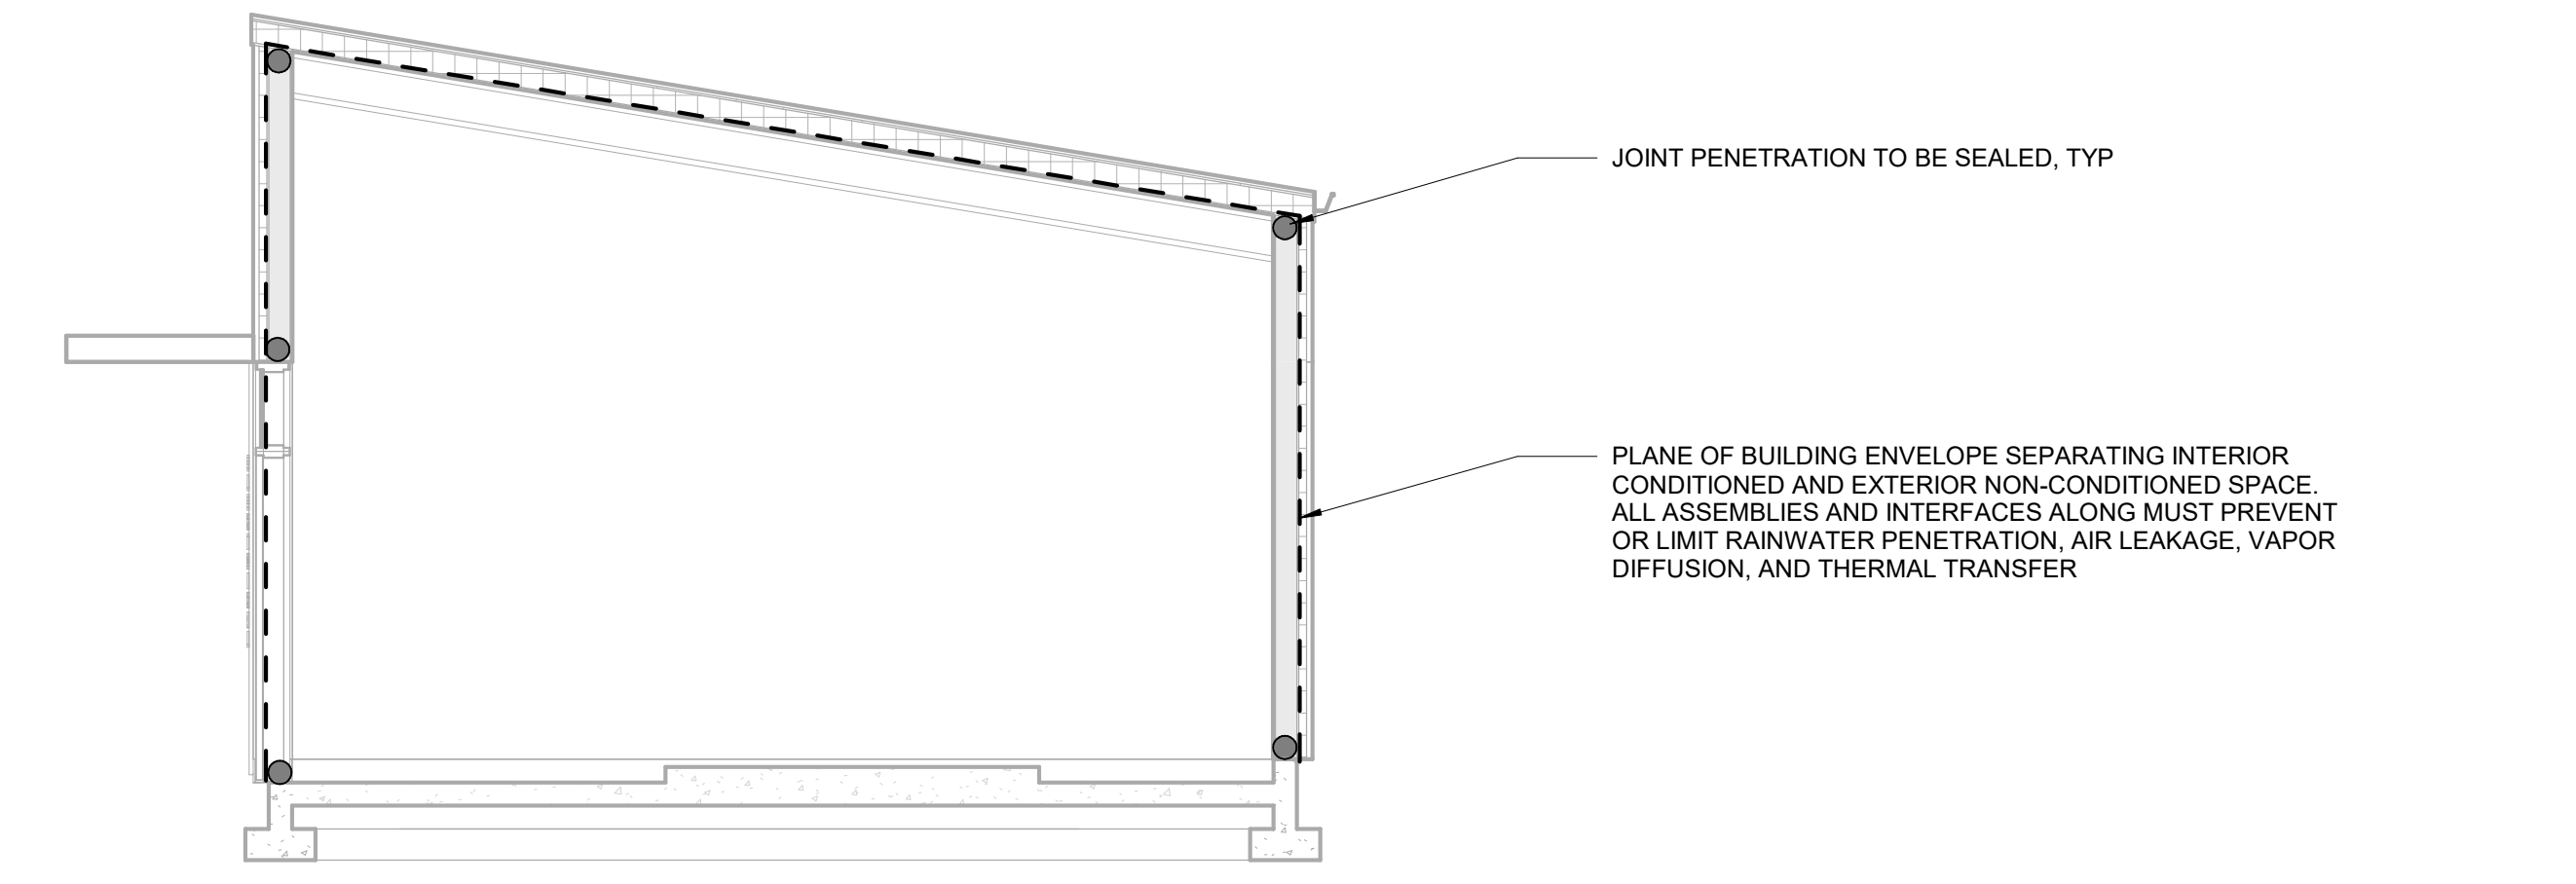 JOINT PENETRATION TO BE SEALED, TYP
PLANE OF BUILDING ENVELOPE SEPARATING INTERIOR
CONDITIONED AND EXTERIOR NON-CONDITIONED SPACE.
ALL ASSEMBLIES AND INTERFACES ALONG MUST PREVENT
OR LIMIT RAINWATER PENETRATION, AIR LEAKAGE, VAPOR
DIFFUSION, AND THERMAL TRANSFER